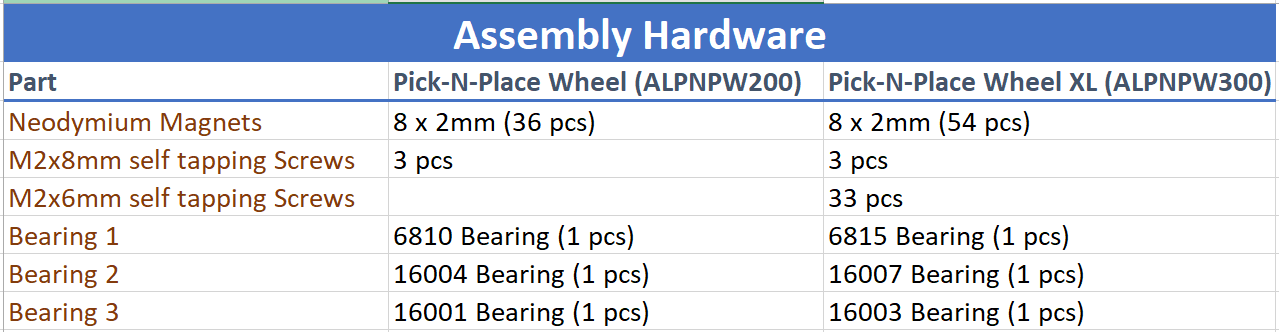 Assembly Hardware
Part Pick-N-Place Wheel (ALPNPW200) Pick-N-Place Wheel XL (ALPNPW300)
Neodymium Magnets 8 x 2mm (36 pcs) 8 x 2mm (54 pcs)
M2x8mm self tapping Screws 3 pcs 3 pcs
M2x6mm self tapping Screws 33 pcs
Bearing 1 6810 Bearing (1 pcs) 6815 Bearing (1 pcs)
Bearing 2 16004 Bearing (1 pcs) 16007 Bearing (1 pcs)
Bearing 3 16001 Bearing (1 pcs) 16003 Bearing (1 pcs)